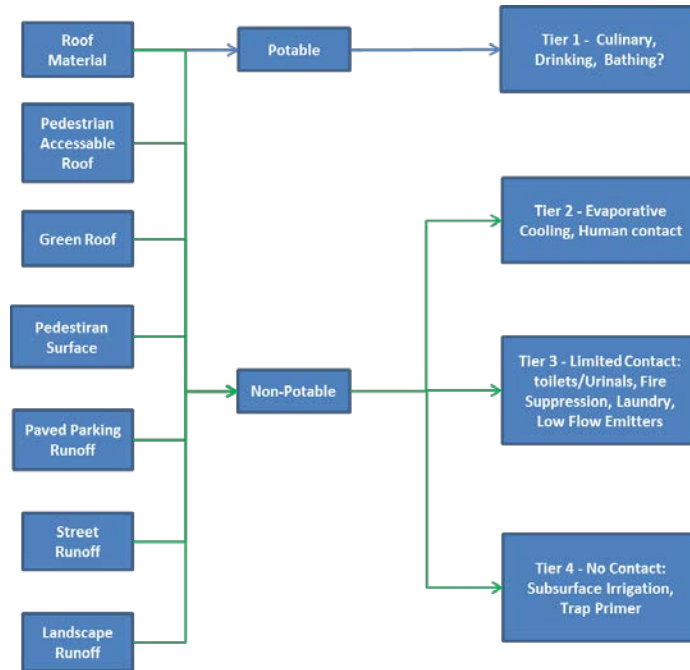 Roof
Material
Potable
Tier 1 - Culinary,
Drinking, Bathing?
Pedestrian
Accessable
Roof
Green Roof
Tier 2 - Evaporative
Cooling, Human contact
Pedestiran
Surface
Non-Potable
Tier 3 - Limited Contact:
toilets/Urinals, Fire
Suppression, Laundry,
Low Flow Emitters
Paved Parking
Runoff
Street
Runoff
Tier 4 - No Contact:
Subsurface Irrigation,
Trap Primer
Landscape
Runoff